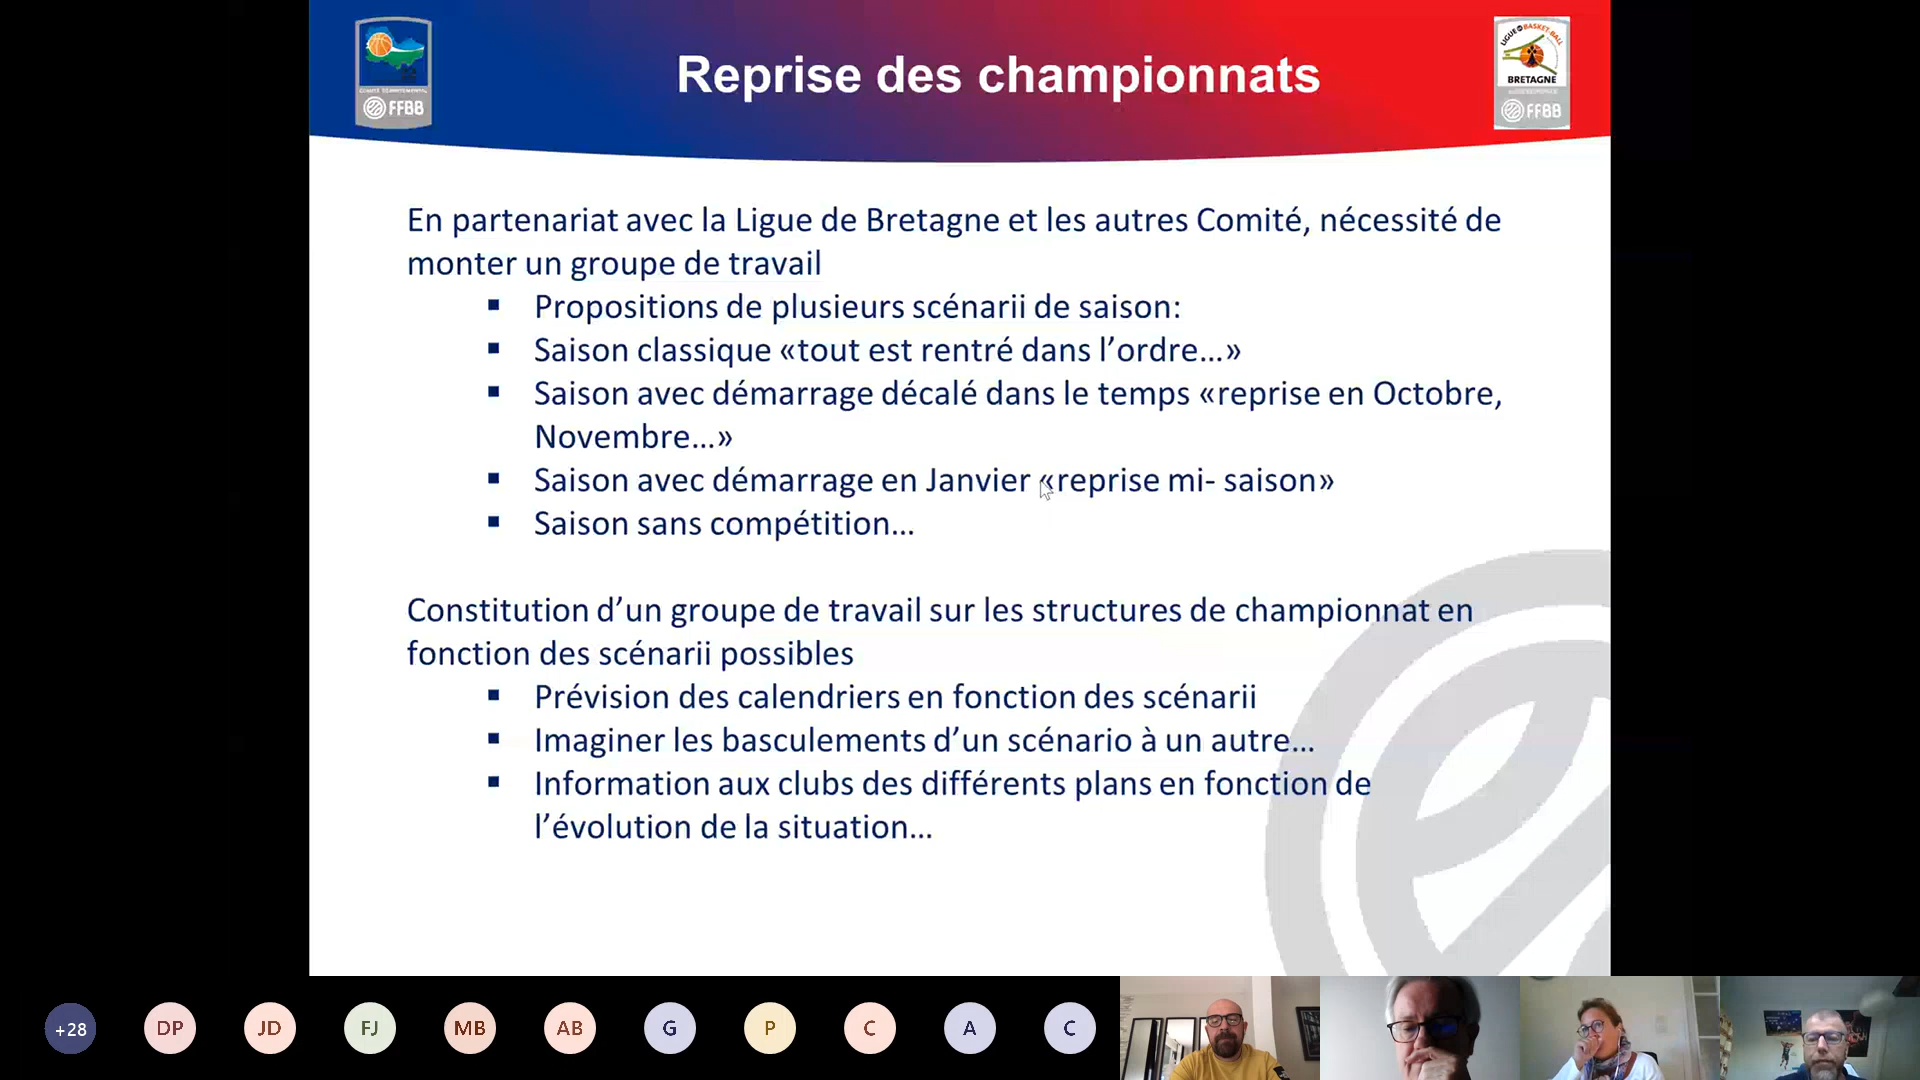 Reprise des championnats
FFBB
LIGUE DE BASKET-BALL
BRETAGNE
FFBB
En partenariat avec la Ligue de Bretagne et les autres Comité, nécessité de
monter un groupe de travail
▪ Propositions de plusieurs scénarii de saison:
▪ Saison classique «tout est rentré dans l’ordre…»
▪ Saison avec démarrage décalé dans le temps «reprise en Octobre,
Novembre…»
▪ Saison avec démarrage en Janvier «reprise mi- saison»
▪ Saison sans compétition…
Constitution d’un groupe de travail sur les structures de championnat en
fonction des scénarii possibles
▪ Prévision des calendriers en fonction des scénarii
▪ Imaginer les basculements d’un scénario à un autre…
▪ Information aux clubs des différents plans en fonction de
l’évolution de la situation…
+28 DP JD FJ MB AB G P C A C